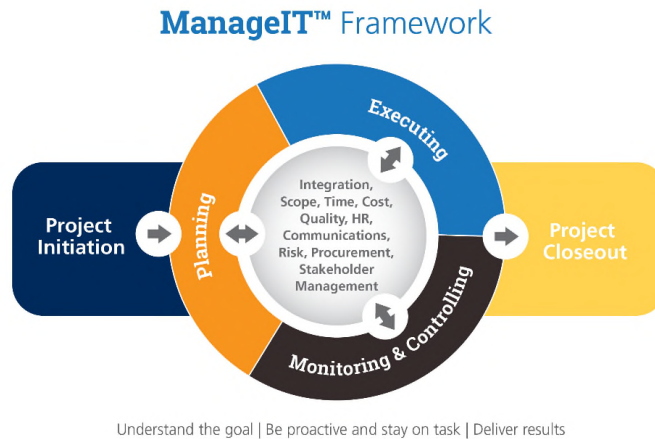 ManageIT™ Framework
Project
Initiation
Planning
Executing
Integration,
Scope, Time, Cost,
Quality, HR,
Communications,
Risk, Procurement,
Stakeholder
Management
Monitoring & Controlling
Project
Closeout
Understand the goal | Be proactive and stay on task | Deliver results